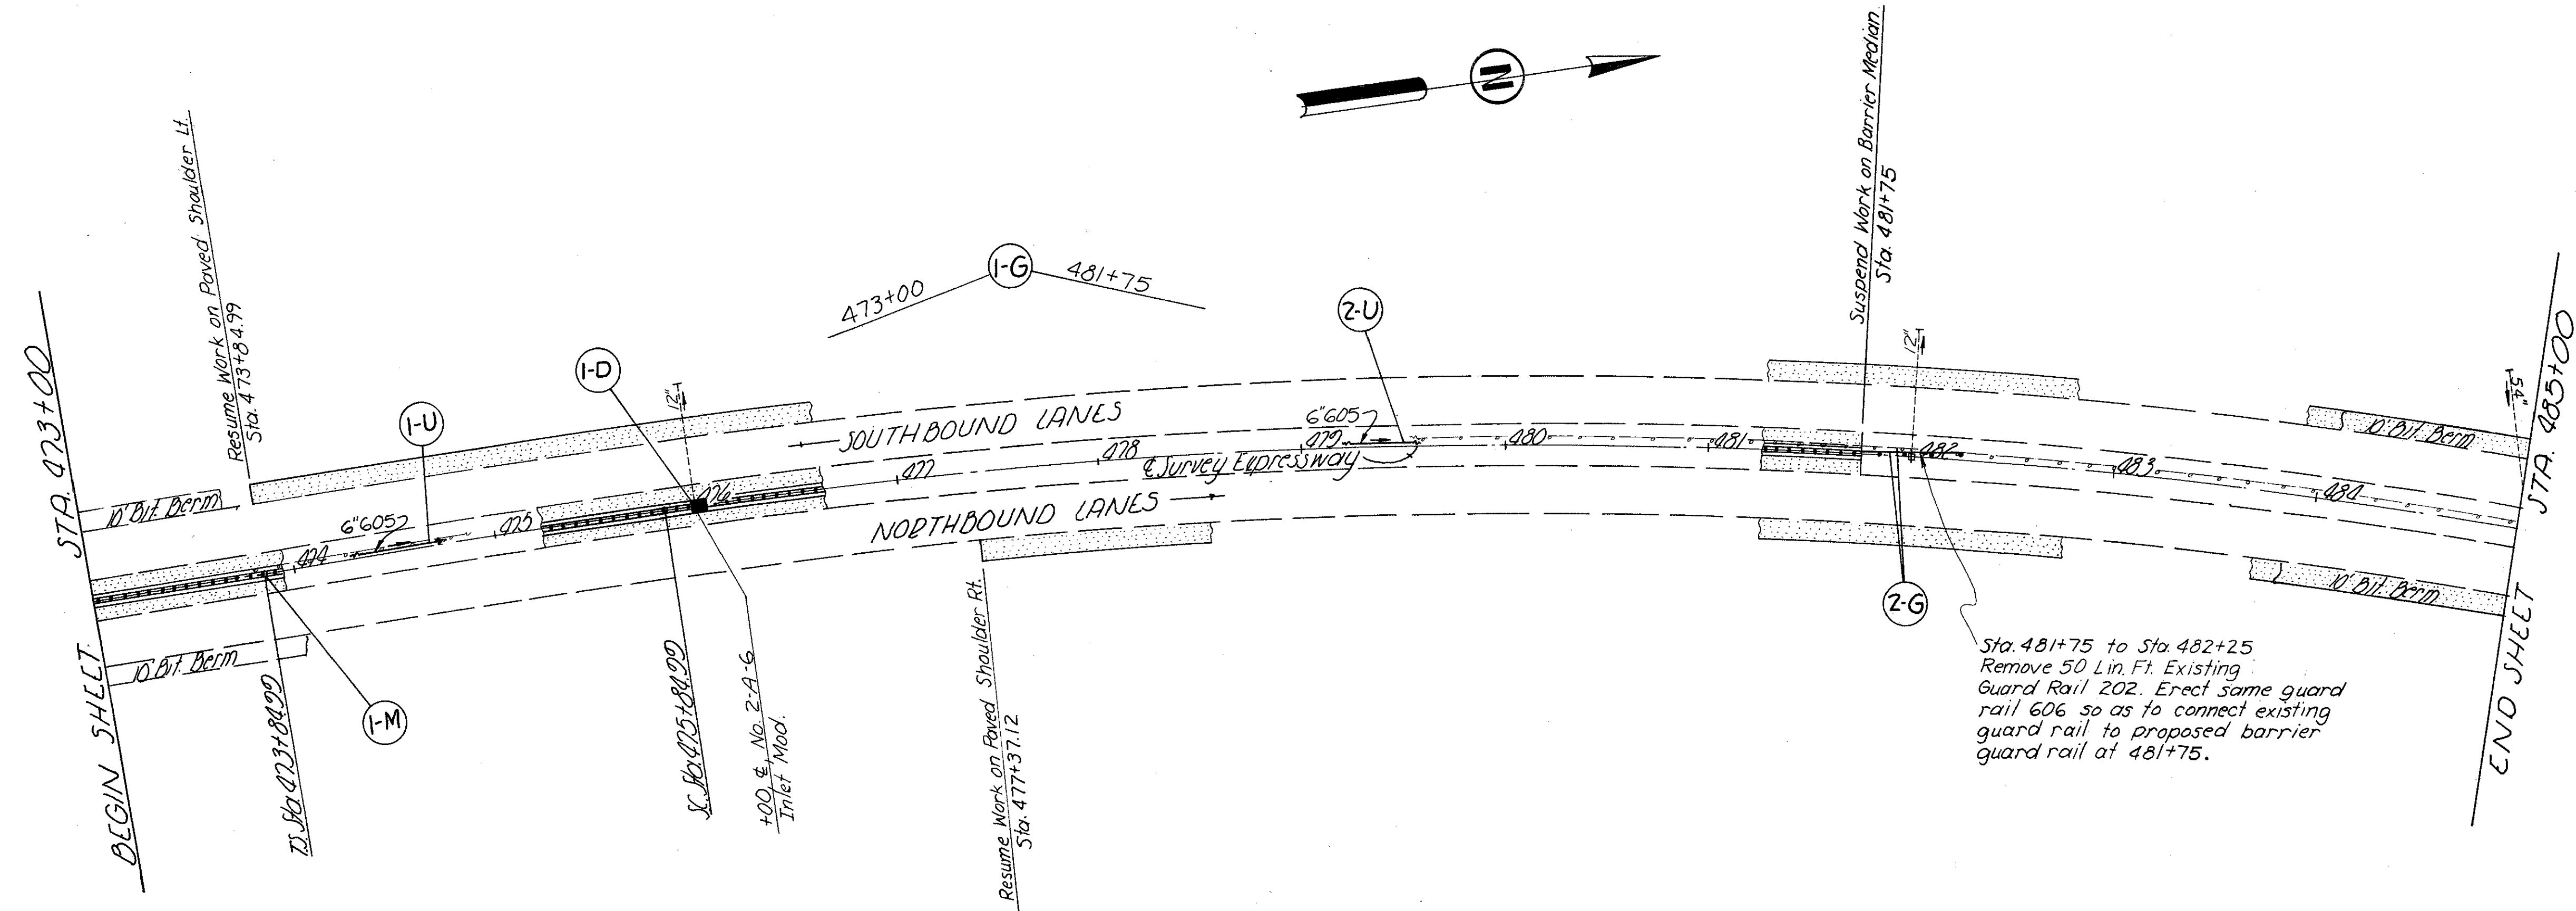 N
Resume Work on Paved Shoulder Lt.
Sta. 473+84.99
Suspend Work on Barrier Median
Sta. 481+75
1-G
473+00
481+75
2-U
1-D
1-U
12"
12"
54"
STA. 473+00
BEGIN SHEET
STA. 485+00
END SHEET
SOUTHBOUND LANES
NORTHBOUND LANES
℄ Survey Expressway
6"605
6"605
474
475
476
477
478
479
480
481
482
483
484
10' Bit. Berm
10' Bit. Berm
10' Bit. Berm
10' Bit. Berm
1-M
2-G
T.S. Sta 473+84.99
S.C. Sta 475+84.99
+00, ℄, No. 2-A-6
Inlet Mod.
Resume Work on Paved Shoulder Rt.
Sta. 477+37.12
Sta. 481+75 to Sta. 482+25
Remove 50 Lin. Ft. Existing
Guard Rail 202. Erect same guard
rail 606 so as to connect existing
guard rail to proposed barrier
guard rail at 481+75.